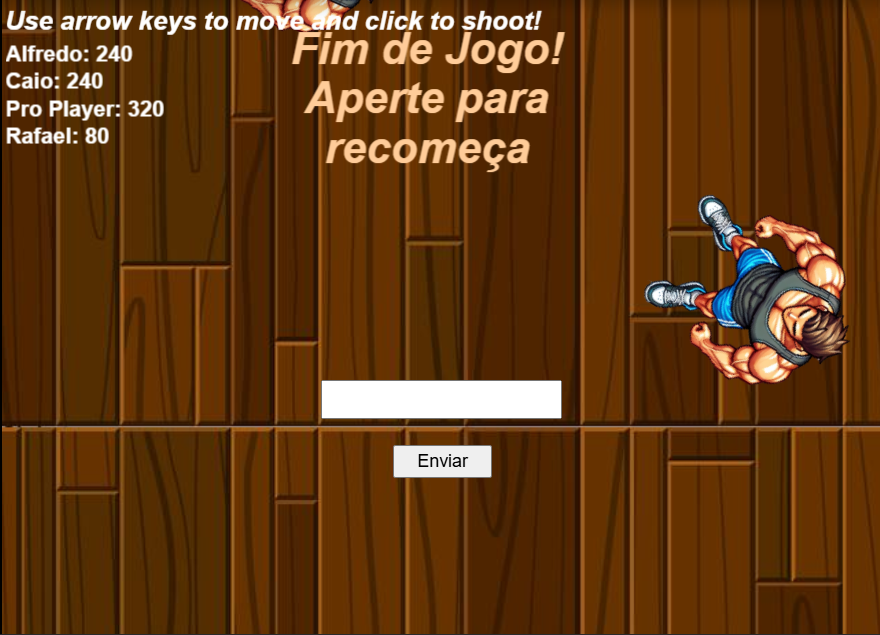 Use arrow keys to move and click to shoot!
Alfredo: 240
Caio: 240
Pro Player: 320
Rafael: 80
Fim de Jogo!
Aperte para
recomeça
Enviar